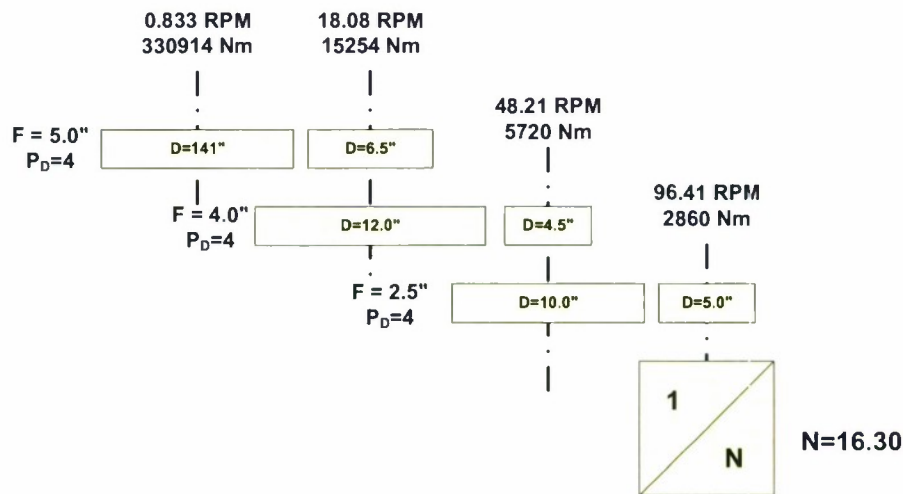 0.833 RPM
330914 Nm
18.08 RPM
15254 Nm
48.21 RPM
5720 Nm
96.41 RPM
2860 Nm
F = 5.0"
P_D=4
D=141"
D=6.5"
F = 4.0"
P_D=4
D=12.0"
D=4.5"
F = 2.5"
P_D=4
D=10.0"
D=5.0"
1
N
N=16.30